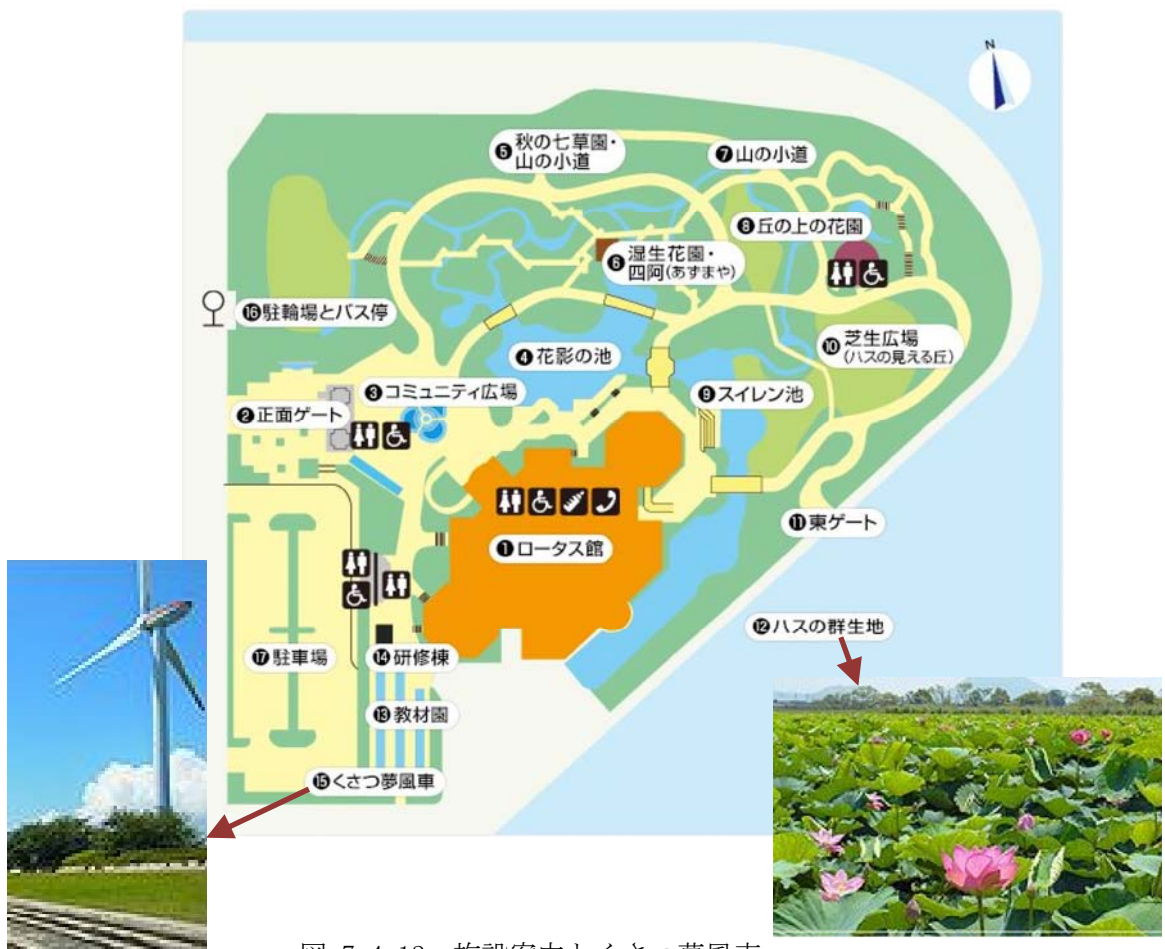 N
❺秋の七草園・
山の小道
❼山の小道
❽丘の上の花園
❻湿生花園・
四阿(あずまや)
⓰駐輪場とバス停
❹花影の池
❿芝生広場
(ハスの見える丘)
❸コミュニティ広場
❾スイレン池
❷正面ゲート
⓫東ゲート
❶ロータス館
⓬ハスの群生地
⓱駐車場
⓮研修棟
⓭教材園
⓯くさつ夢風車
図 7.4.13 施設案内とくさつ夢風車